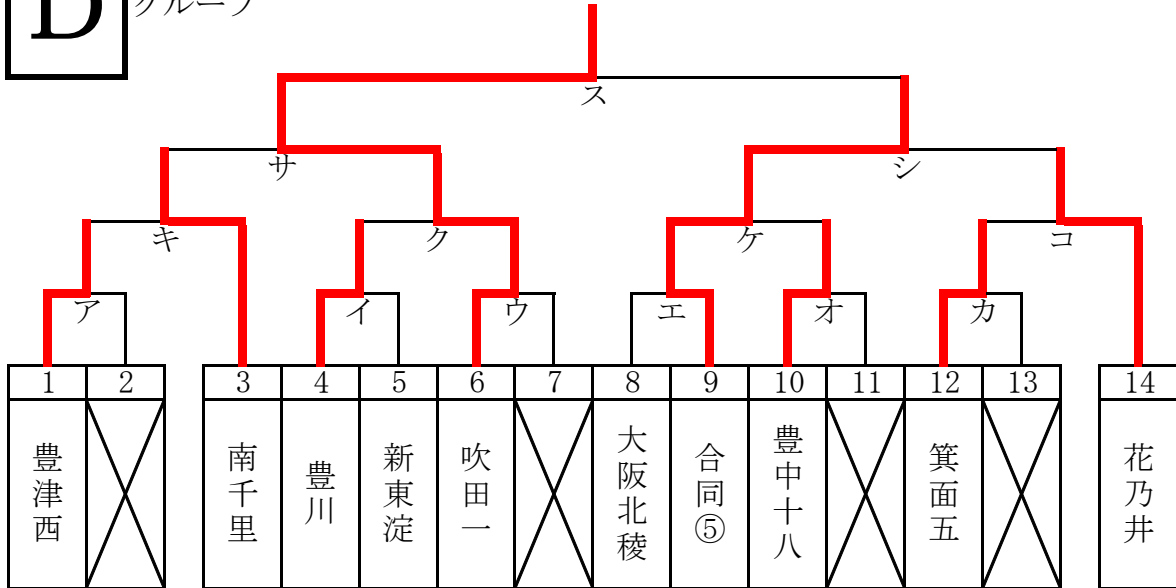 D
グループ
ス
サ
シ
キ
ク
ケ
コ
ア
イ
ウ
エ
オ
カ
1
2
3
4
5
6
7
8
9
10
11
12
13
14
豊津西
南千里
豊川
新東淀
吹田一
大阪北稜
合同⑤
豊中十八
箕面五
花乃井